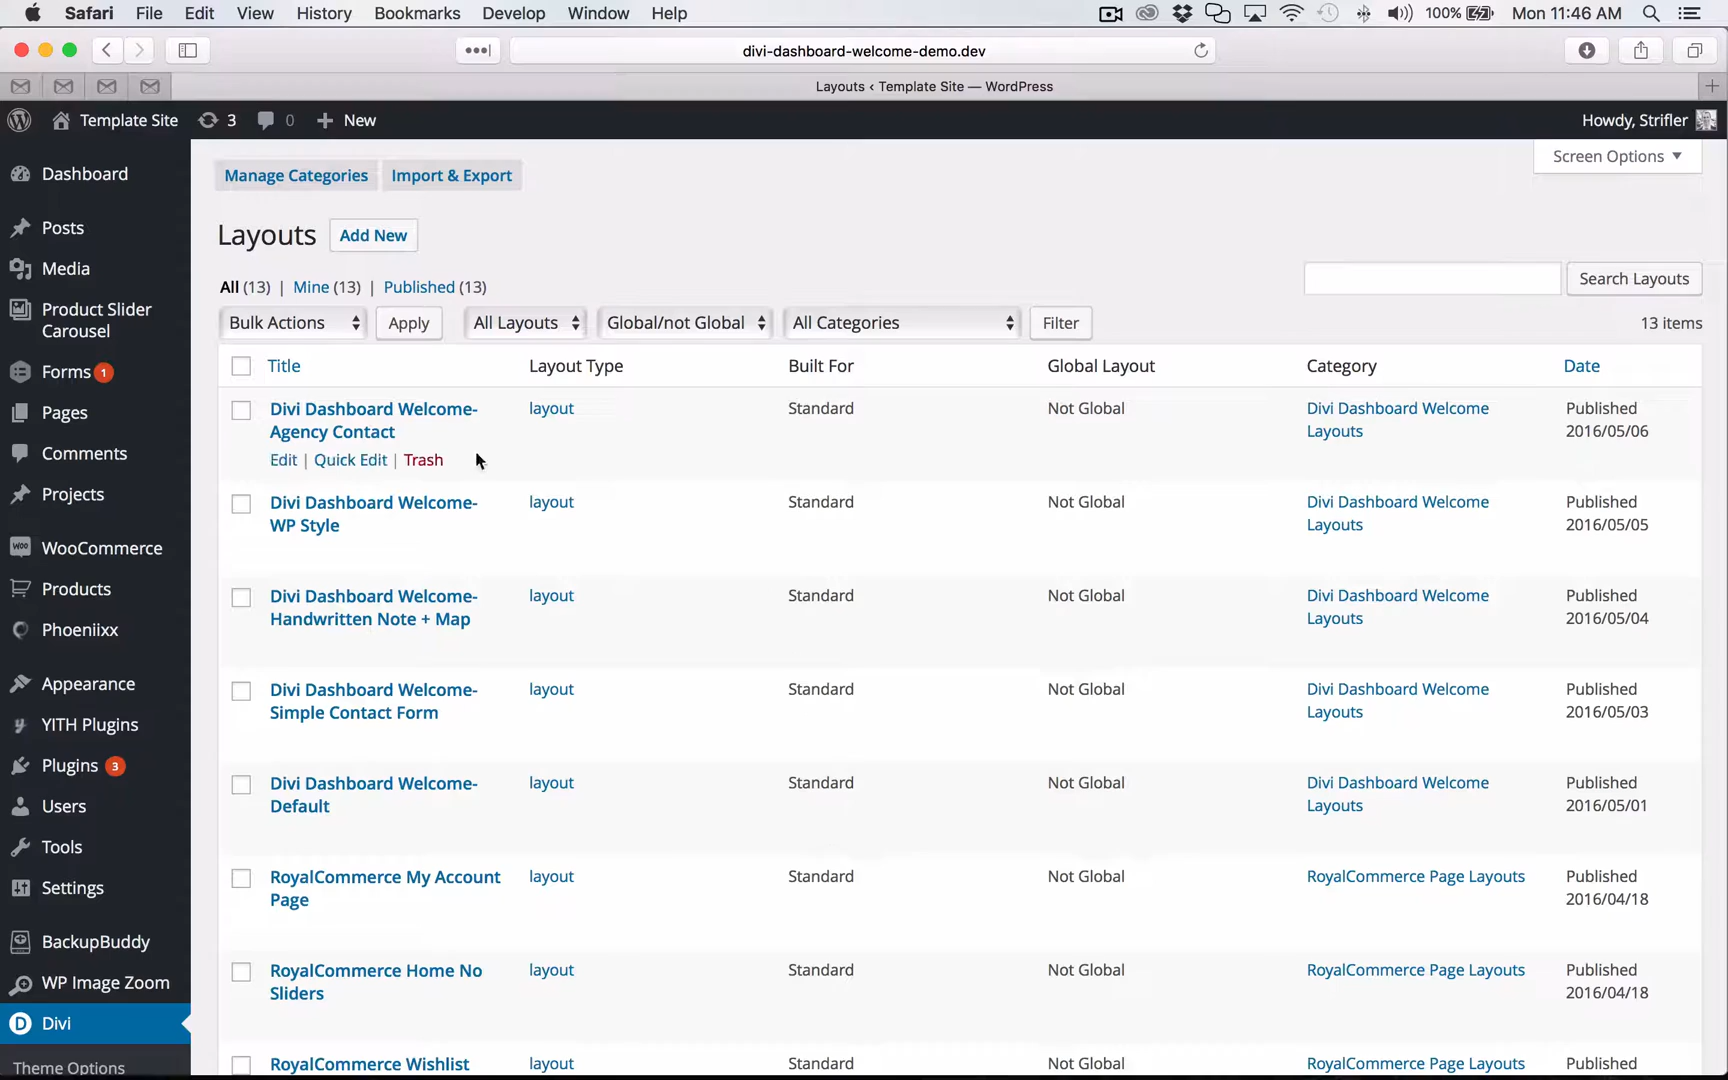 Safari File Edit View History Bookmarks Develop Window Help 100% Mon 11:46 AM
divi-dashboard-welcome-demo.dev
Layouts ‹ Template Site — WordPress
Template Site 3 0 New Howdy, Strifler
Screen Options
Manage Categories Import & Export
Layouts Add New
All (13) | Mine (13) | Published (13)
Search Layouts
Bulk Actions Apply All Layouts Global/not Global All Categories Filter 13 items
Title Layout Type Built For Global Layout Category Date
Divi Dashboard Welcome- layout Standard Not Global Divi Dashboard Welcome Published
Agency Contact Layouts 2016/05/06
Edit | Quick Edit | Trash
Divi Dashboard Welcome- layout Standard Not Global Divi Dashboard Welcome Published
WP Style Layouts 2016/05/05
Divi Dashboard Welcome- layout Standard Not Global Divi Dashboard Welcome Published
Handwritten Note + Map Layouts 2016/05/04
Divi Dashboard Welcome- layout Standard Not Global Divi Dashboard Welcome Published
Simple Contact Form Layouts 2016/05/03
Divi Dashboard Welcome- layout Standard Not Global Divi Dashboard Welcome Published
Default Layouts 2016/05/01
RoyalCommerce My Account layout Standard Not Global RoyalCommerce Page Layouts Published
Page 2016/04/18
RoyalCommerce Home No layout Standard Not Global RoyalCommerce Page Layouts Published
Sliders 2016/04/18
RoyalCommerce Wishlist layout Standard Not Global RoyalCommerce Page Layouts Published
Dashboard
Posts
Media
Product Slider
Carousel
Forms 1
Pages
Comments
Projects
WooCommerce
Products
Phoeniixx
Appearance
YITH Plugins
Plugins 3
Users
Tools
Settings
BackupBuddy
WP Image Zoom
Divi
Theme Options